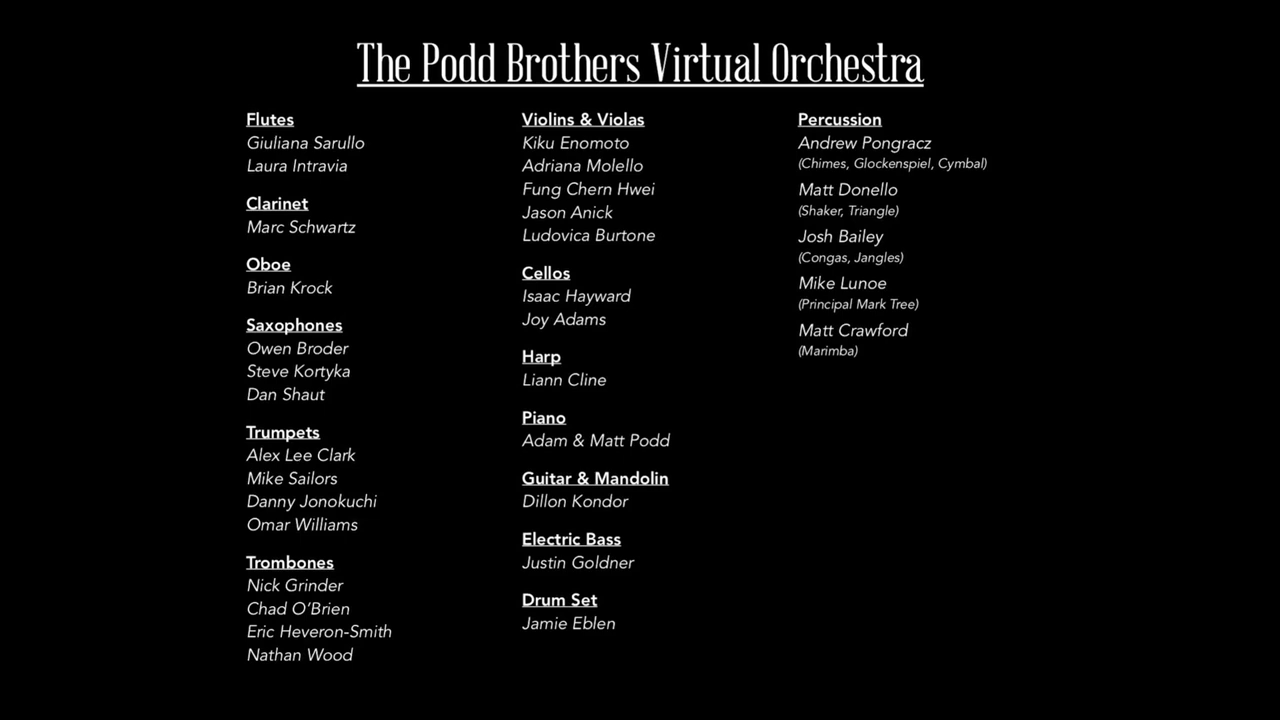 The Podd Brothers Virtual Orchestra
Flutes
Giuliana Sarullo
Laura Intravia
Clarinet
Marc Schwartz
Oboe
Brian Krock
Saxophones
Owen Broder
Steve Kortyka
Dan Shaut
Trumpets
Alex Lee Clark
Mike Sailors
Danny Jonokuchi
Omar Williams
Trombones
Nick Grinder
Chad O’Brien
Eric Heveron-Smith
Nathan Wood
Violins & Violas
Kiku Enomoto
Adriana Molello
Fung Chern Hwei
Jason Anick
Ludovica Burtone
Cellos
Isaac Hayward
Joy Adams
Harp
Liann Cline
Piano
Adam & Matt Podd
Guitar & Mandolin
Dillon Kondor
Electric Bass
Justin Goldner
Drum Set
Jamie Eblen
Percussion
Andrew Pongracz
(Chimes, Glockenspiel, Cymbal)
Matt Donello
(Shaker, Triangle)
Josh Bailey
(Congas, Jangles)
Mike Lunoe
(Principal Mark Tree)
Matt Crawford
(Marimba)